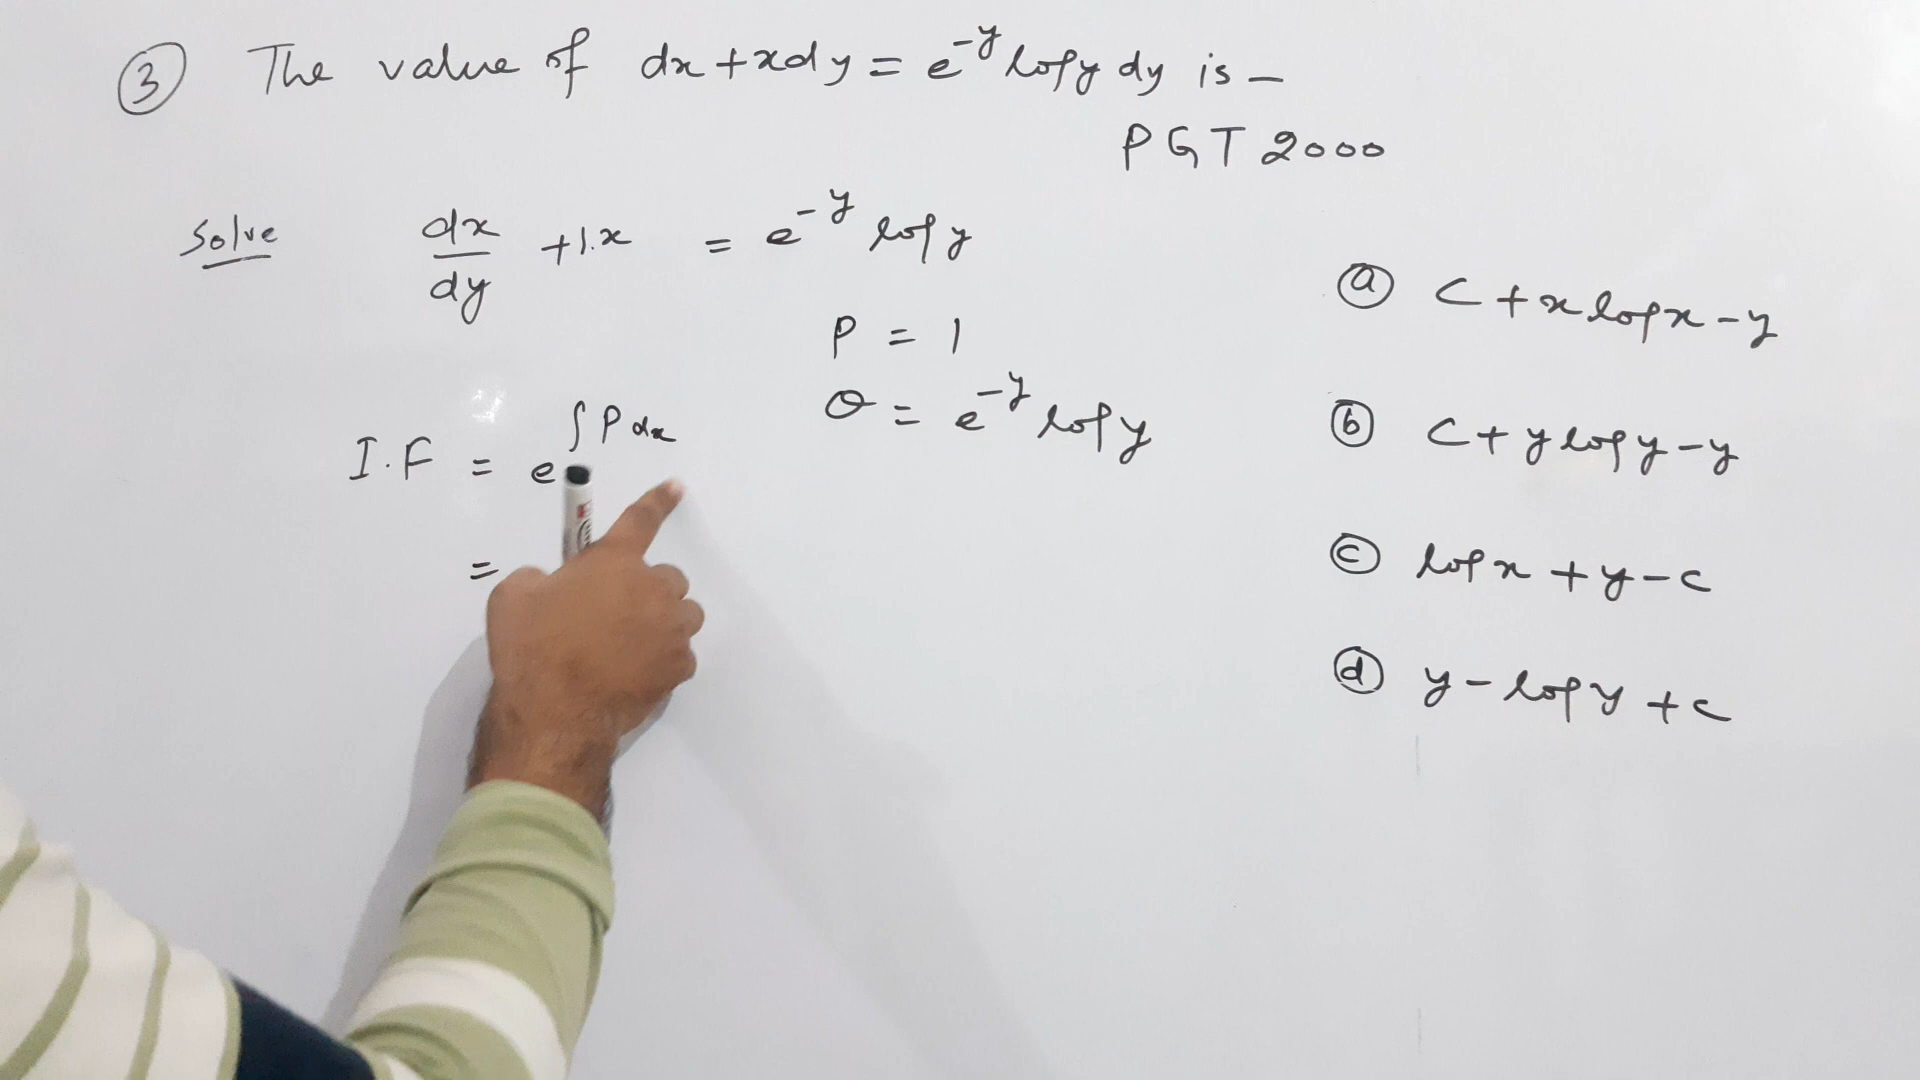 ③ The value of dx + xdy = e^-y log y dy is -
PGT 2000
Solve dx/dy + 1.x = e^-y log y
P = 1
Q = e^-y log y
I.F = e^∫P dx
=
ⓐ C + x log x - y
ⓑ C + y log y - y
ⓒ log x + y - c
ⓓ y - log y + c